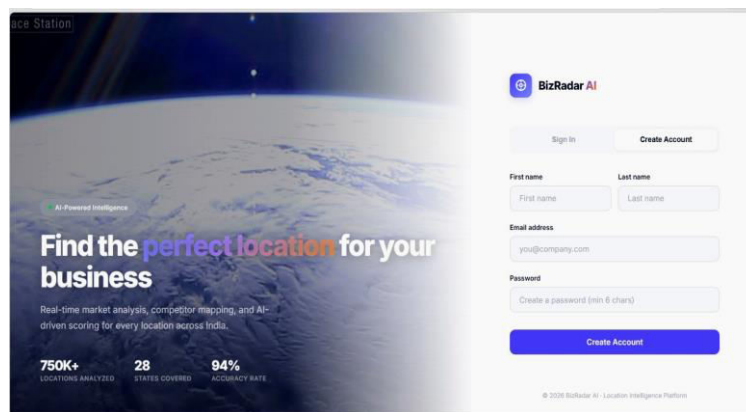 ace Station
AI-Powered Intelligence
Find the perfect location for your
business
Real-time market analysis, competitor mapping, and AI-
driven scoring for every location across India.
750K+ 28 94%
LOCATIONS ANALYZED STATES COVERED ACCURACY RATE
BizRadar AI
Sign In Create Account
First name Last name
First name Last name
Email address
you@company.com
Password
Create a password (min 6 chars)
Create Account
© 2026 BizRadar AI · Location Intelligence Platform